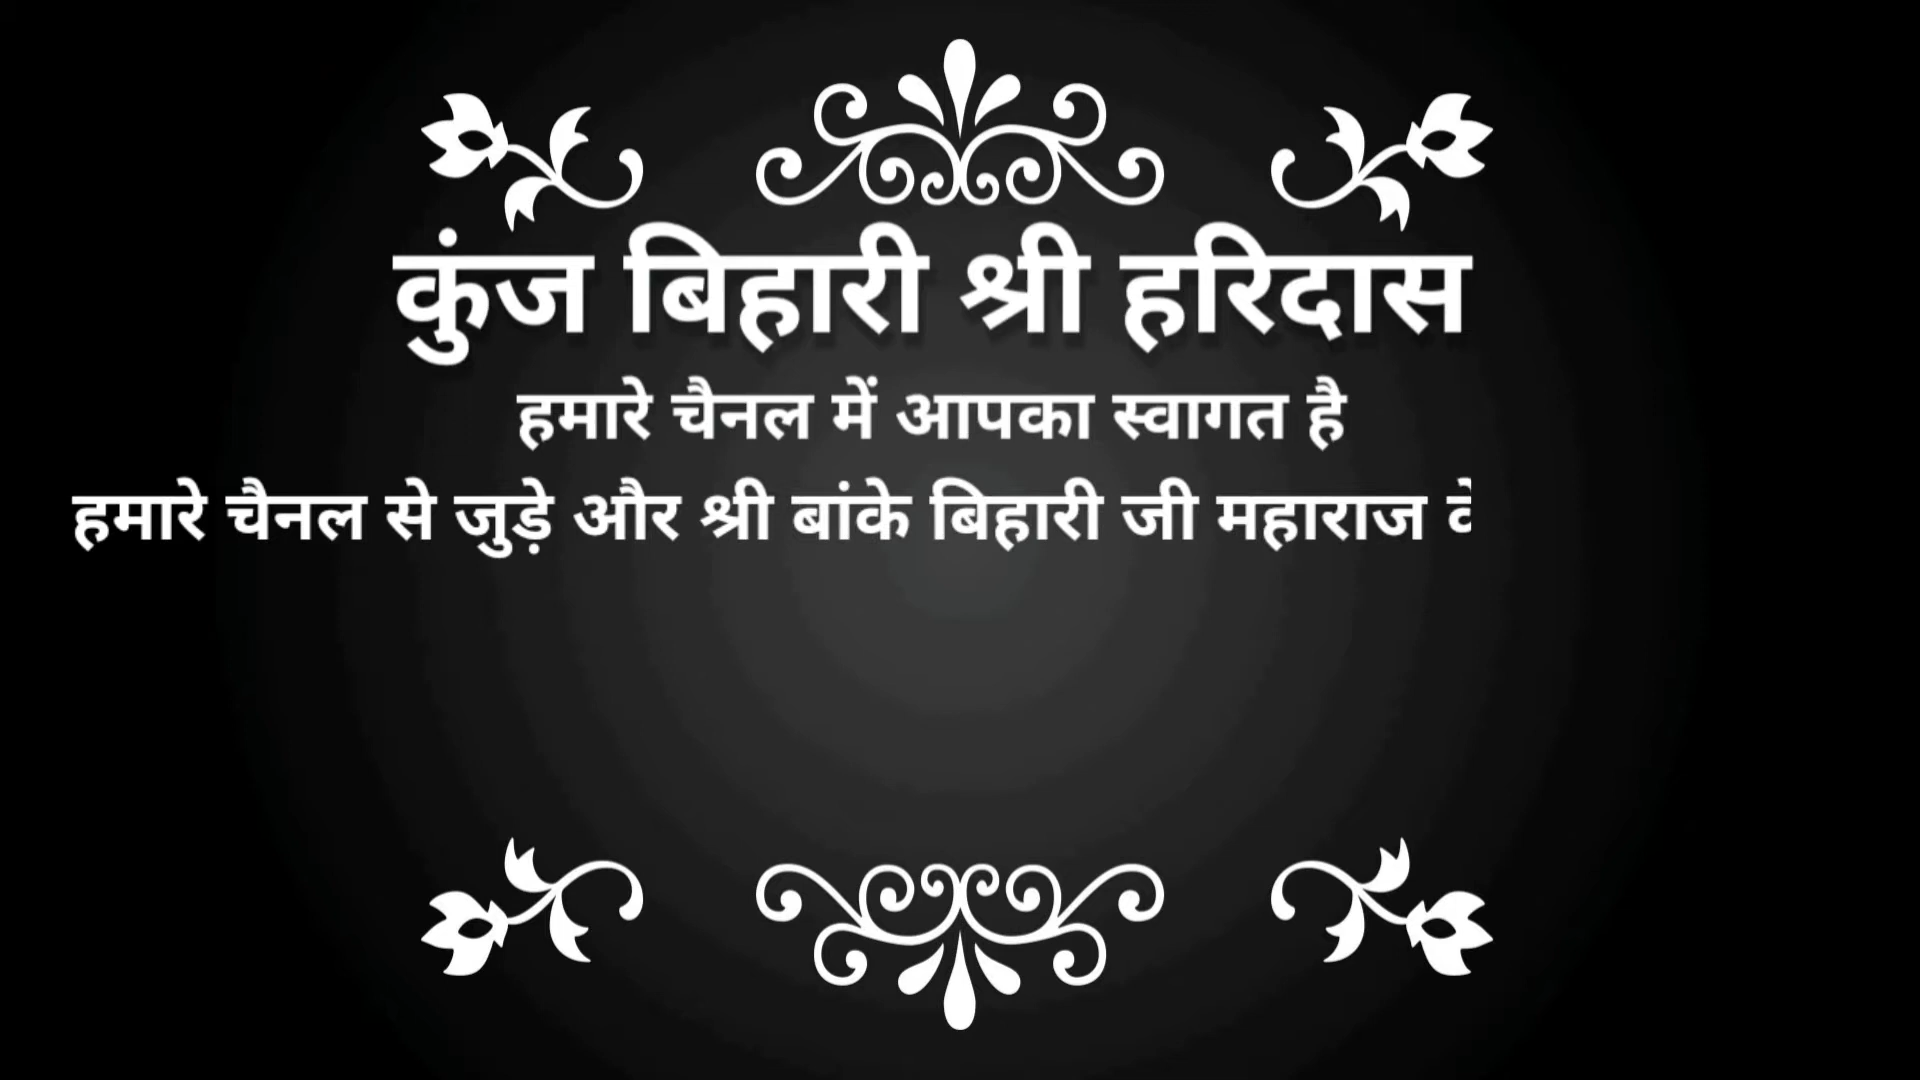 कुंज बिहारी श्री हरिदास
हमारे चैनल में आपका स्वागत है
हमारे चैनल से जुड़े और श्री बांके बिहारी जी महाराज